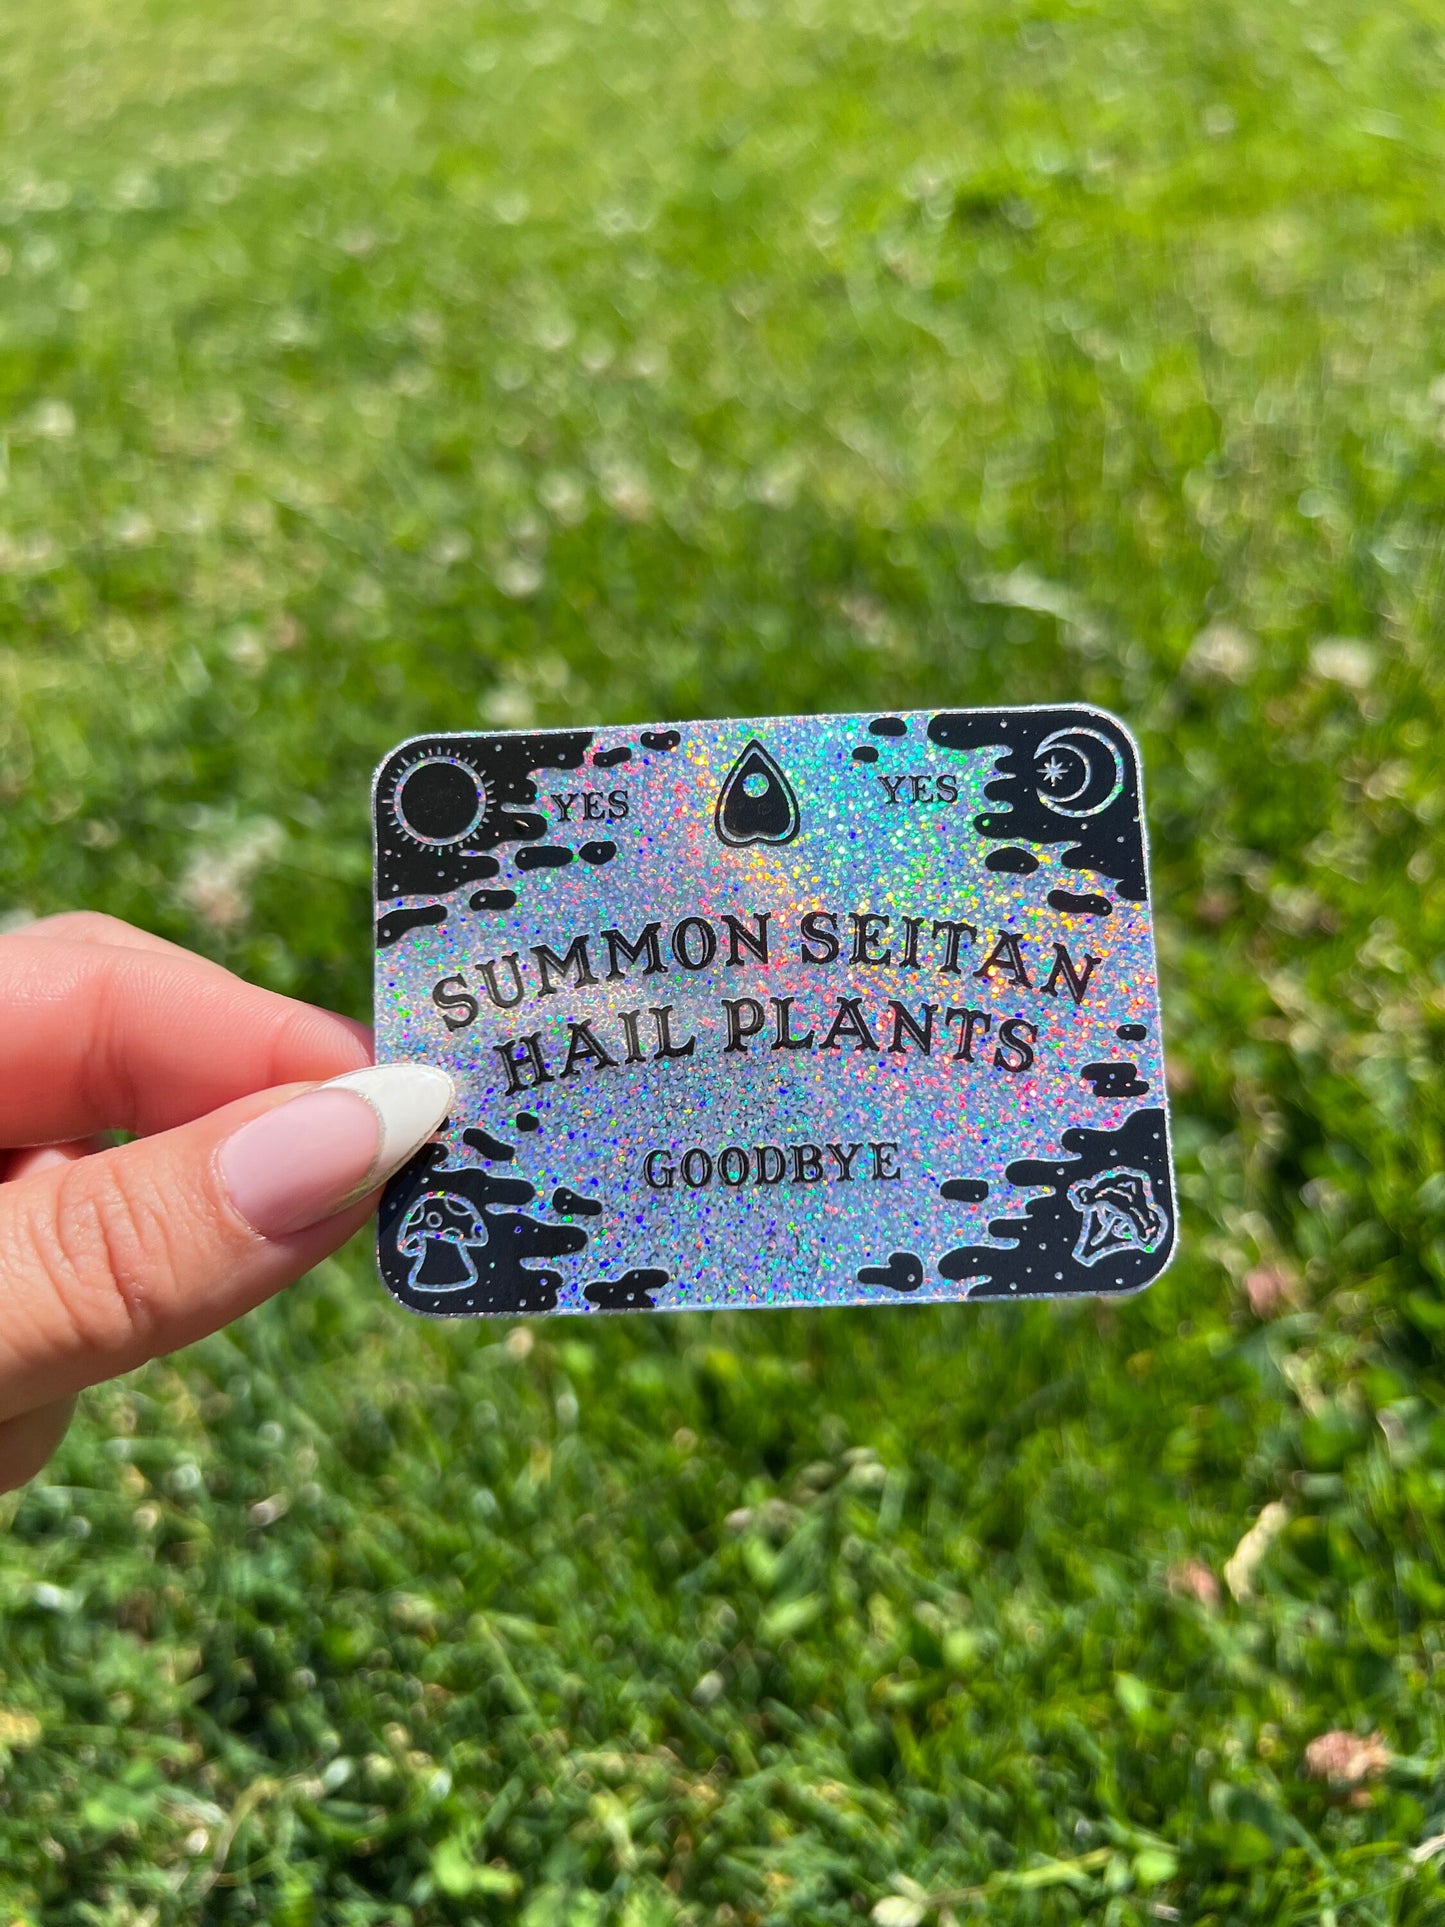 YES YES
SUMMON SEITAN
HAIL PLANTS
GOODBYE